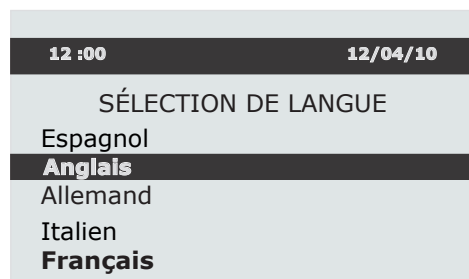 12 :00 12/04/10
SÉLECTION DE LANGUE
Espagnol
Anglais
Allemand
Italien
Français